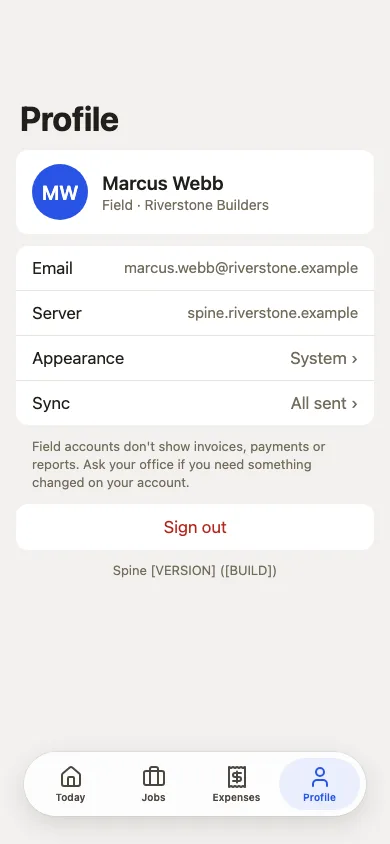 Profile
MW
Marcus Webb
Field · Riverstone Builders
Email marcus.webb@riverstone.example
Server spine.riverstone.example
Appearance System ›
Sync All sent ›
Field accounts don't show invoices, payments or
reports. Ask your office if you need something
changed on your account.
Sign out
Spine [VERSION] ([BUILD])
Today Jobs Expenses Profile